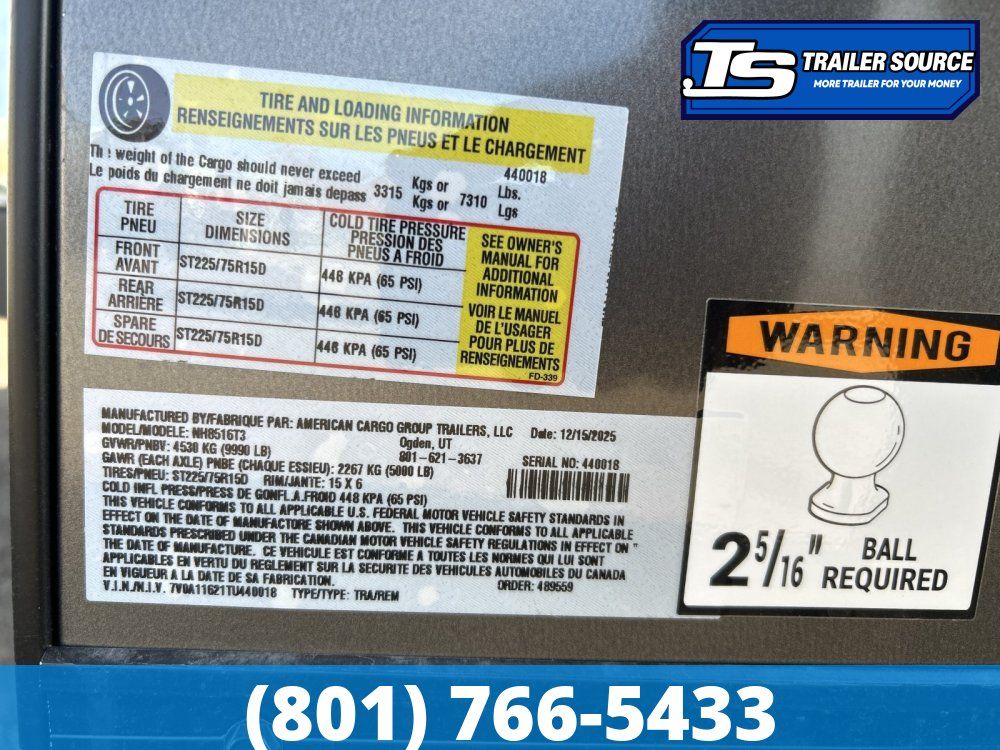 TS TRAILER SOURCE
MORE TRAILER FOR YOUR MONEY
TIRE AND LOADING INFORMATION
RENSEIGNEMENTS SUR LES PNEUS ET LE CHARGEMENT
440018
The weight of the Cargo should never exceed Kgs or Lbs.
Le poids du chargement ne doit jamais depass 3315 Kgs or 7310 Lgs
TIRE PNEU
SIZE DIMENSIONS
COLD TIRE PRESSURE
PRESSION DES
PNEUS A FROID
FRONT AVANT
ST225/75R15D
448 KPA (65 PSI)
REAR ARRIÈRE
ST225/75R15D
448 KPA (65 PSI)
SPARE DE SECOURS
ST225/75R15D
448 KPA (65 PSI)
SEE OWNER'S
MANUAL FOR
ADDITIONAL
INFORMATION
VOIR LE MANUEL
DE L'USAGER
POUR PLUS DE
RENSEIGNEMENTS
FD-339
MANUFACTURED BY/FABRIQUE PAR: AMERICAN CARGO GROUP TRAILERS, LLC Date: 12/15/2025
MODEL/MODELE: NH8516T3 Ogden, UT
GVWR/PNBV: 4530 KG (9990 LB) 801-621-3637 SERIAL NO: 440018
GAWR (EACH AXLE) PNBE (CHAQUE ESSIEU): 2267 KG (5000 LB)
TIRES/PNEU: ST225/75R15D RIM/JANTE: 15 X 6
COLD INFL PRESS/PRESS DE GONFL.A.FROID 448 KPA (65 PSI)
THIS VEHICLE CONFORMS TO ALL APPLICABLE U.S. FEDERAL MOTOR VEHICLE SAFETY STANDARDS IN
EFFECT ON THE DATE OF MANUFACTURE SHOWN ABOVE. THIS VEHICLE CONFORMS TO ALL APPLICABLE
STANDARDS PRESCRIBED UNDER THE CANADIAN MOTOR VEHICLE SAFETY REGULATIONS IN EFFECT ON "
THE DATE OF MANUFACTURE. CE VEHICULE EST CONFORME A TOUTES LES NORMES QUI LUI SONT
APPLICABLES EN VERTU DU REGLEMENT SUR LA SECURITE DES VEHICULES AUTOMOBILES DU CANADA
EN VIGUEUR A LA DATE DE SA FABRICATION. ORDER: 489559
V.I.N./N.I.V. 7V0A11621TU440018 TYPE/TYPE: TRA/REM
WARNING
2 5/16" BALL REQUIRED
(801) 766-5433